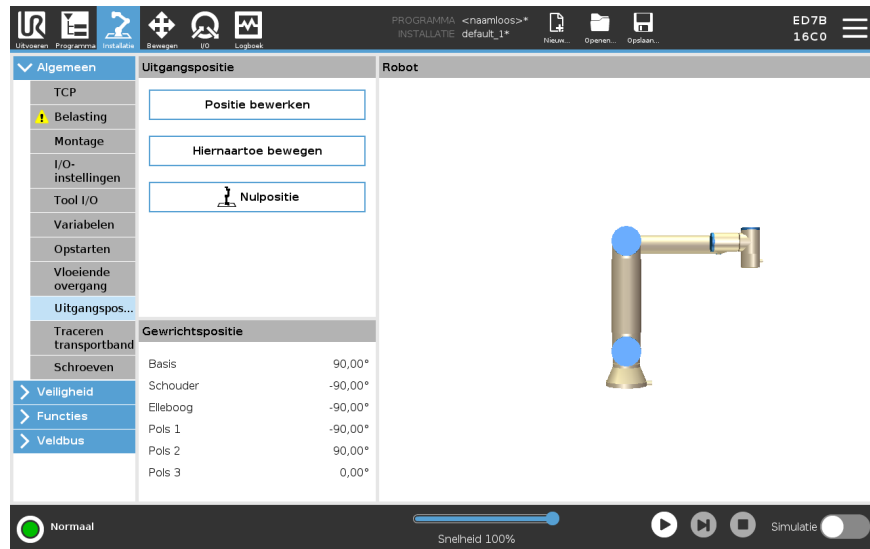 UR
Uitvoeren
Programma
Installatie
Bewegen
I/O
Logboek
PROGRAMMA <naamloos>*
INSTALLATIE default_1*
Nieuw...
Openen...
Opslaan...
ED7B
16C0
Algemeen
TCP
Belasting
Montage
I/O-
instellingen
Tool I/O
Variabelen
Opstarten
Vloeiende
overgang
Uitgangspos...
Traceren
transportband
Schroeven
Veiligheid
Functies
Veldbus
Uitgangspositie
Positie bewerken
Hiernaartoe bewegen
Nulpositie
Gewrichtspositie
Basis 90,00°
Schouder -90,00°
Elleboog -90,00°
Pols 1 -90,00°
Pols 2 90,00°
Pols 3 0,00°
Robot
Normaal
Snelheid 100%
Simulatie